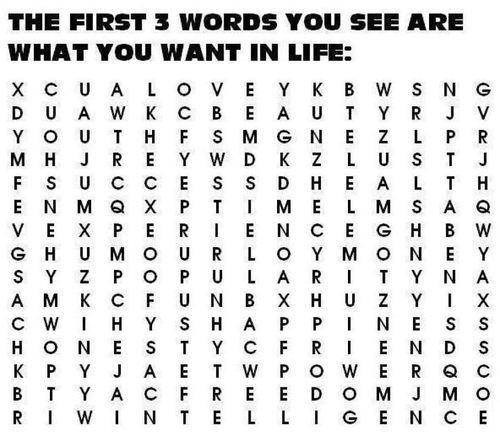 THE FIRST 3 WORDS YOU SEE ARE
WHAT YOU WANT IN LIFE:
X C U A L O V E Y K B W S N G
D U A W K C B E A U T Y R J V
Y O U T H F S M G N E Z L P R
M H J R E Y W D K Z L U S T J
F S U C C E S S D H E A L T H
E N M Q X P T I M E L M S A Q
V E X P E R I E N C E G H B W
G H U M O U R L O Y M O N E Y
S Y Z P O P U L A R I T Y N A
A M K C F U N B X H U Z Y I X
C W I H Y S H A P P I N E S S
H O N E S T Y C F R I E N D S
K P Y J A E T W P O W E R Q C
B T Y A C F R E E D O M J M O
R I W I N T E L L I G E N C E